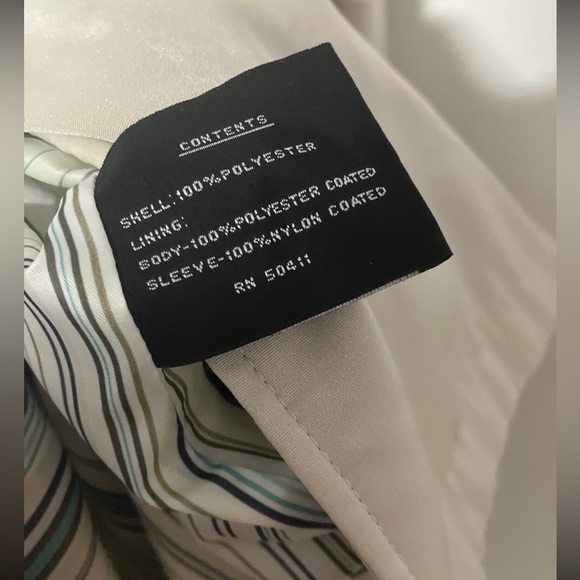 CONTENTS
SHELL:100%POLYESTER
LINING:
BODY-100%POLYESTER COATED
SLEEVE-100%NYLON COATED
RN 50411